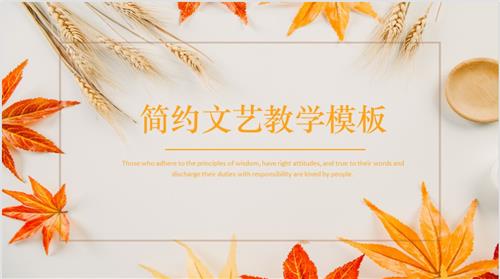 简约文艺教学模板
Those who adhere to the principles of wisdom, have right attitudes, and true to their words and
discharge their duties with responsibility are loved by people